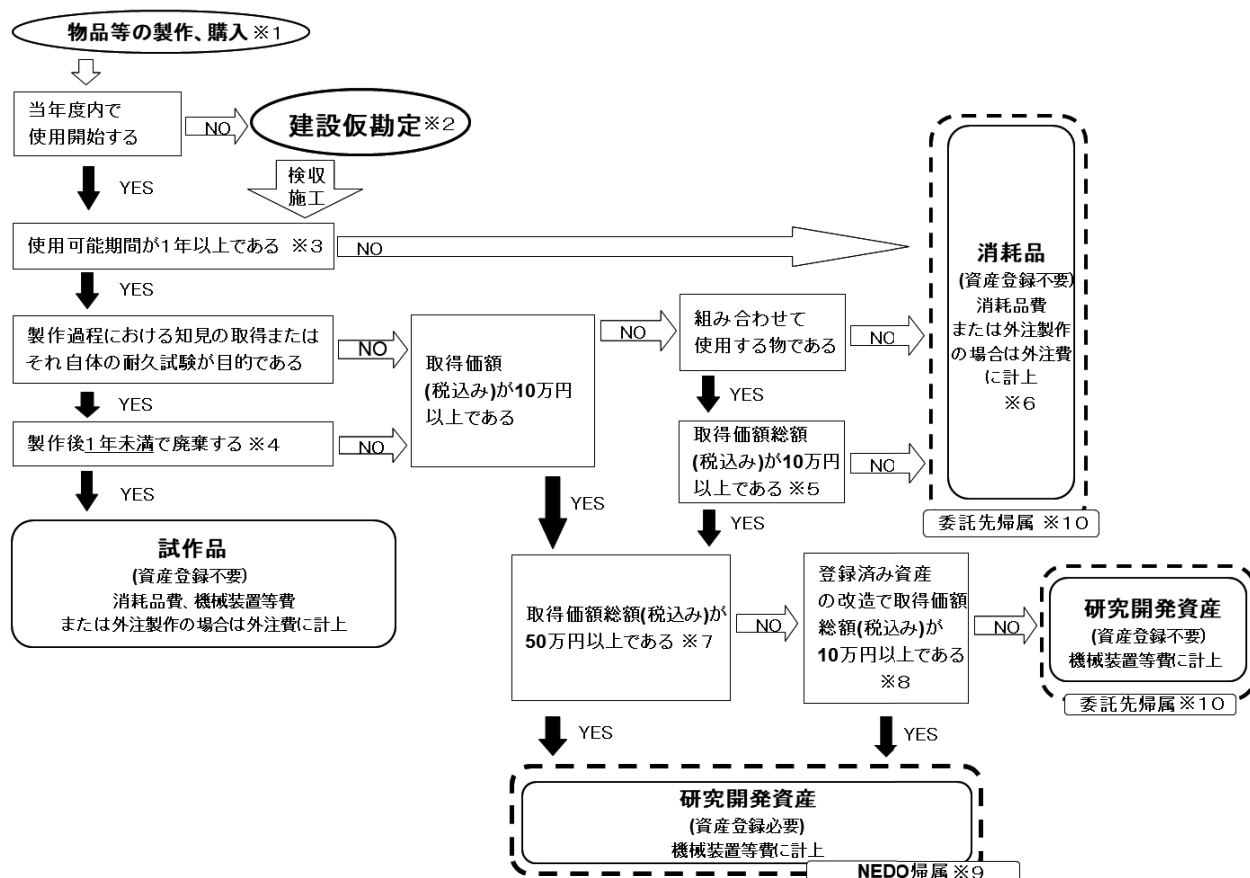 物品等の製作、購入 ※1
当年度内で
使用開始する
NO
建設仮勘定※2
YES
検収
施工
使用可能期間が1年以上である ※3
NO
消耗品
(資産登録不要)
消耗品費
または外注製作
の場合は外注費
に計上
※6
委託先帰属 ※10
YES
製作過程における知見の取得または
それ自体の耐久試験が目的である
NO
取得価額
(税込み)が10万円
以上である
NO
組み合わせて
使用する物である
NO
YES
YES
製作後1年未満で廃棄する ※4
NO
取得価額総額
(税込み)が10万円
以上である ※5
NO
YES
YES
YES
試作品
(資産登録不要)
消耗品費、機械装置等費
または外注製作の場合は外注費に計上
取得価額総額(税込み)が
50万円以上である ※7
NO
登録済み資産
の改造で取得価額
総額(税込み)が
10万円以上である
※8
NO
研究開発資産
(資産登録不要)
機械装置等費に計上
委託先帰属※10
YES
YES
研究開発資産
(資産登録必要)
機械装置等費に計上
NEDO帰属 ※9